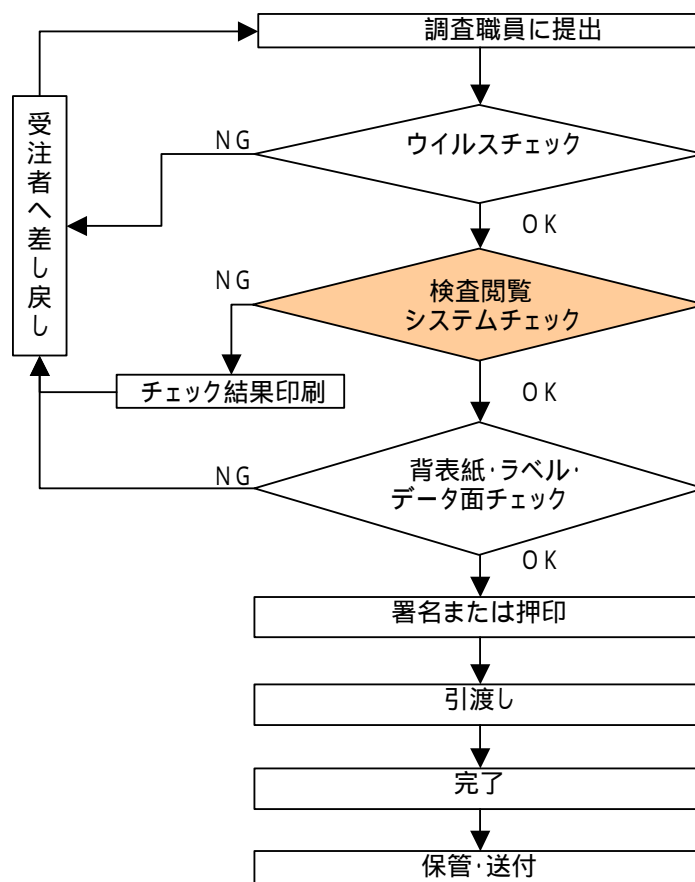 調査職員に提出
受注者へ差し戻し
NG
ウイルスチェック
OK
NG
検査閲覧
システムチェック
チェック結果印刷
OK
NG
背表紙・ラベル・
データ面チェック
OK
署名または押印
引渡し
完了
保管・送付